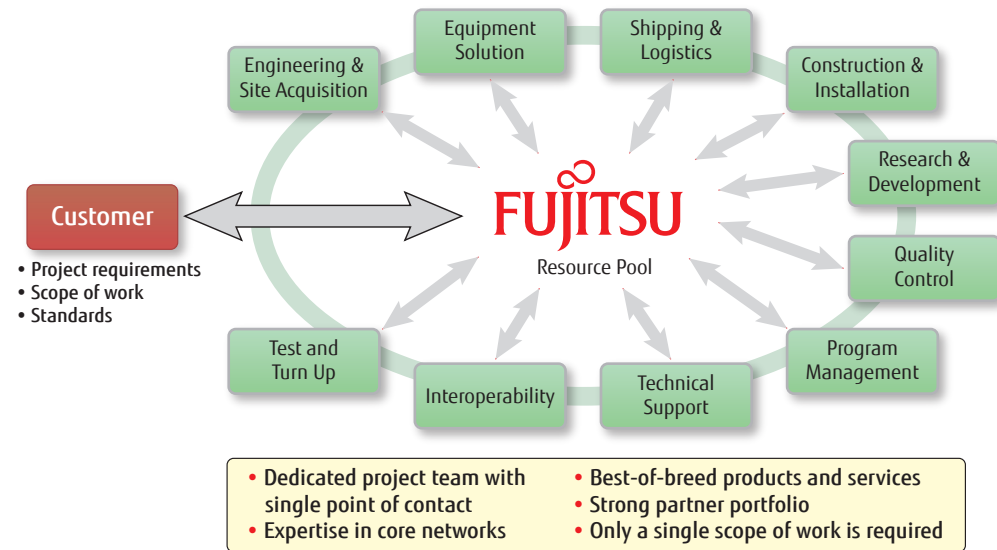 Equipment
Solution
Shipping &
Logistics
Engineering &
Site Acquisition
Construction &
Installation
Research &
Development
Customer
FUJITSU
Resource Pool
Quality
Control
• Project requirements
• Scope of work
• Standards
Test and
Turn Up
Interoperability
Technical
Support
Program
Management
• Dedicated project team with
single point of contact
• Expertise in core networks
• Best-of-breed products and services
• Strong partner portfolio
• Only a single scope of work is required